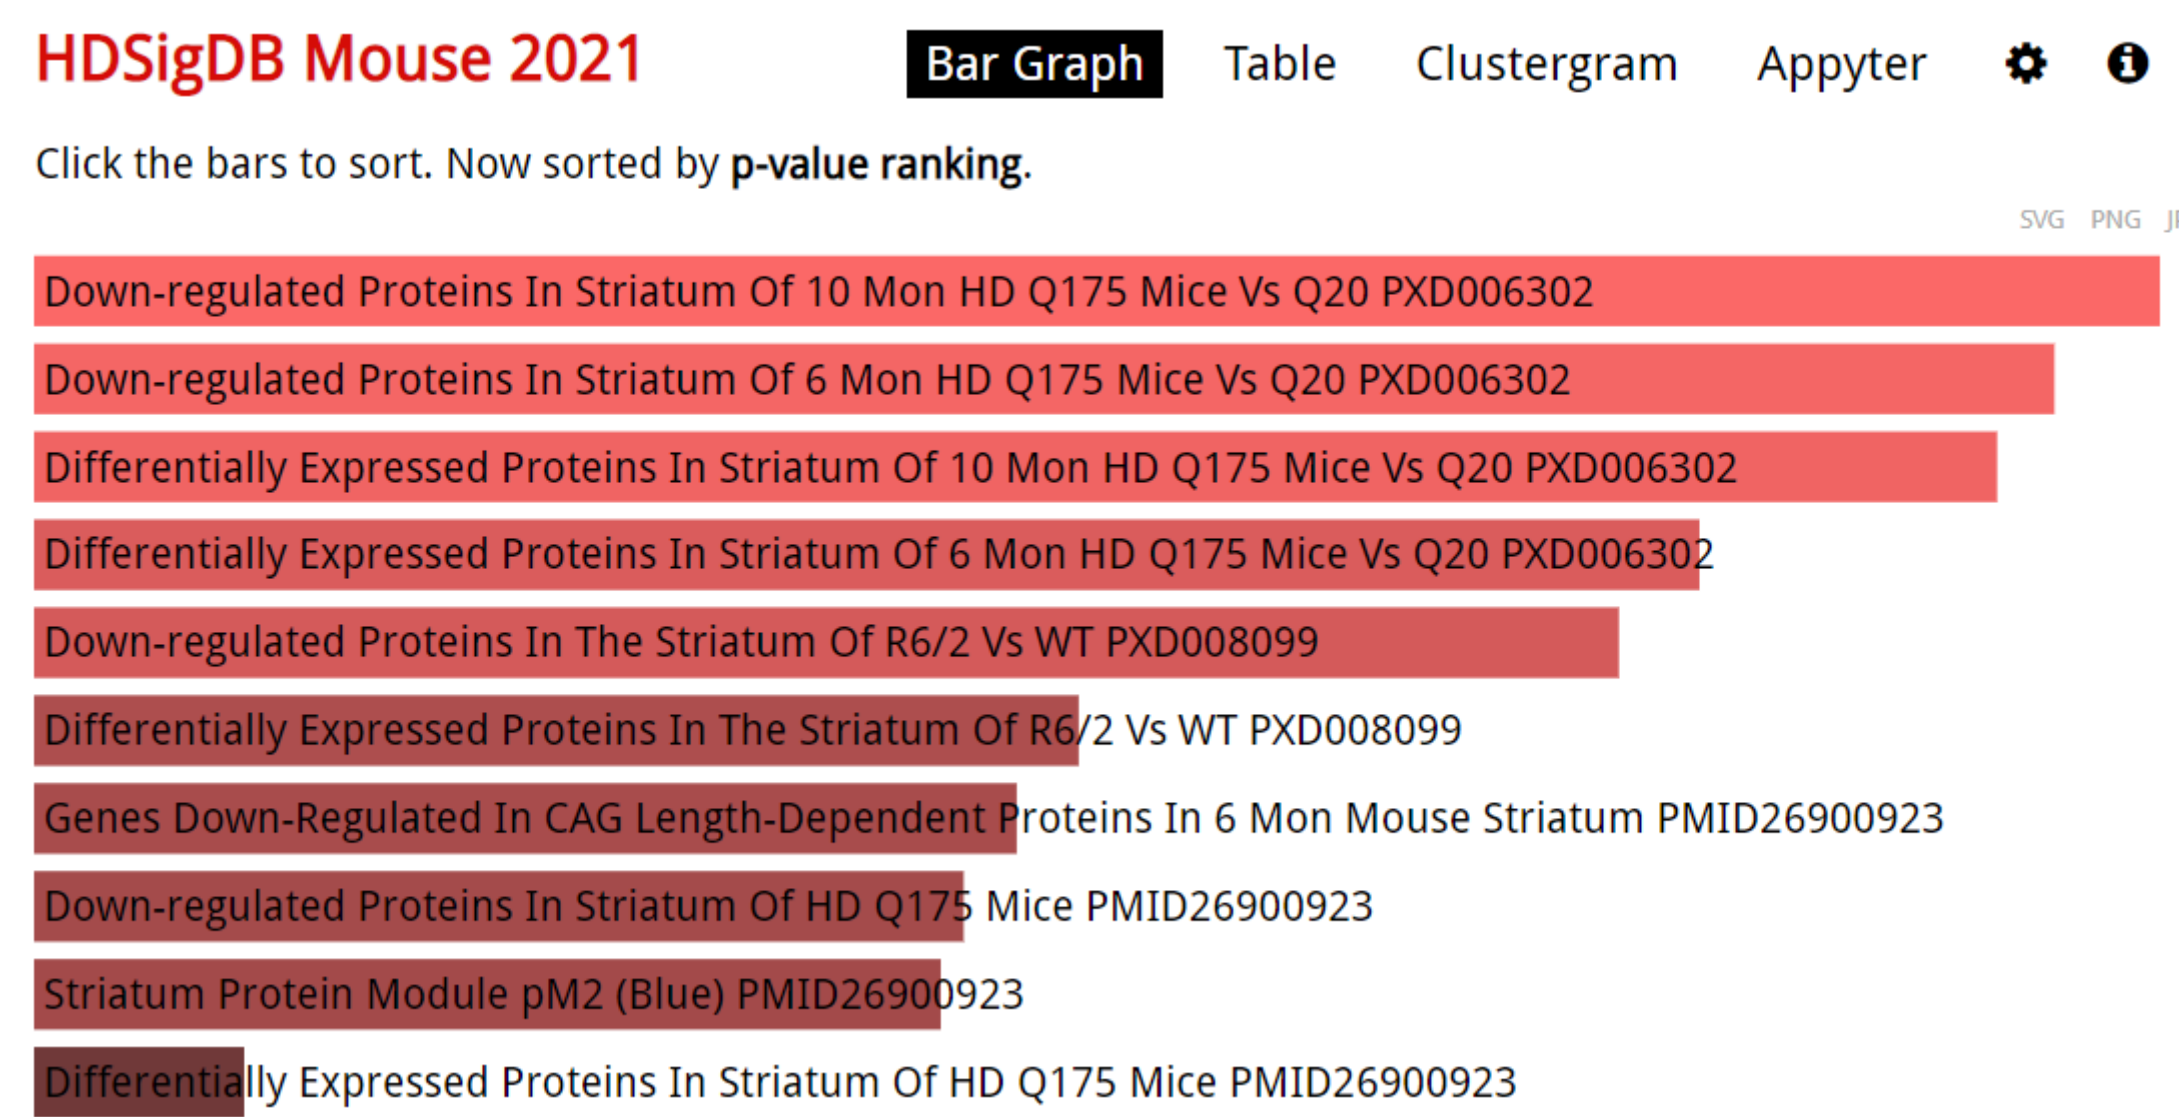 HDSigDB Mouse 2021
Bar Graph Table Clustergram Appyter
Click the bars to sort. Now sorted by p-value ranking.
SVG PNG
Down-regulated Proteins In Striatum Of 10 Mon HD Q175 Mice Vs Q20 PXD006302
Down-regulated Proteins In Striatum Of 6 Mon HD Q175 Mice Vs Q20 PXD006302
Differentially Expressed Proteins In Striatum Of 10 Mon HD Q175 Mice Vs Q20 PXD006302
Differentially Expressed Proteins In Striatum Of 6 Mon HD Q175 Mice Vs Q20 PXD006302
Down-regulated Proteins In The Striatum Of R6/2 Vs WT PXD008099
Differentially Expressed Proteins In The Striatum Of R6/2 Vs WT PXD008099
Genes Down-Regulated In CAG Length-Dependent Proteins In 6 Mon Mouse Striatum PMID26900923
Down-regulated Proteins In Striatum Of HD Q175 Mice PMID26900923
Striatum Protein Module pM2 (Blue) PMID26900923
Differentially Expressed Proteins In Striatum Of HD Q175 Mice PMID26900923